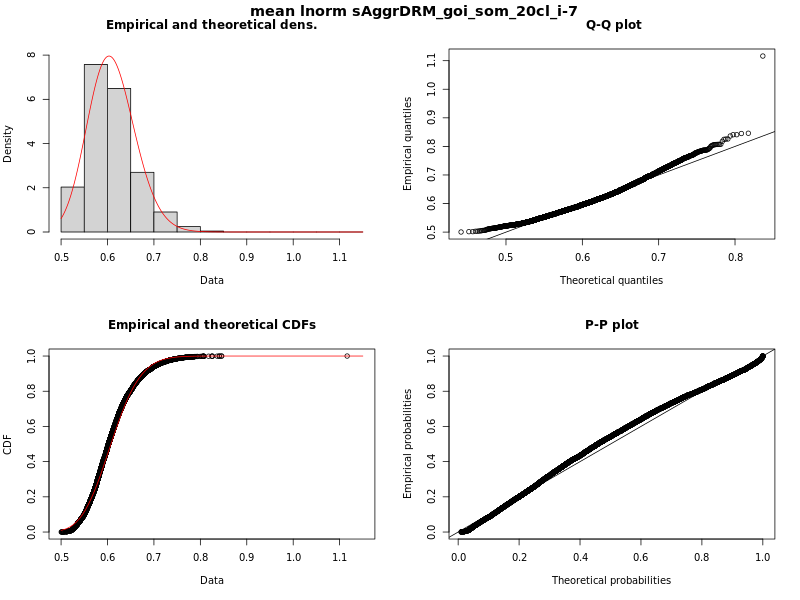 mean lnorm sAggrDRM_goi_som_20cl_i-7
Empirical and theoretical dens.
Density
0 2 4 6 8
0.5 0.6 0.7 0.8 0.9 1.0 1.1
Data
Q-Q plot
Empirical quantiles
0.5 0.6 0.7 0.8 0.9 1.0 1.1
0.5 0.6 0.7 0.8
Theoretical quantiles
Empirical and theoretical CDFs
CDF
0.0 0.2 0.4 0.6 0.8 1.0
0.5 0.6 0.7 0.8 0.9 1.0 1.1
Data
P-P plot
Empirical probabilities
0.0 0.2 0.4 0.6 0.8 1.0
0.0 0.2 0.4 0.6 0.8 1.0
Theoretical probabilities